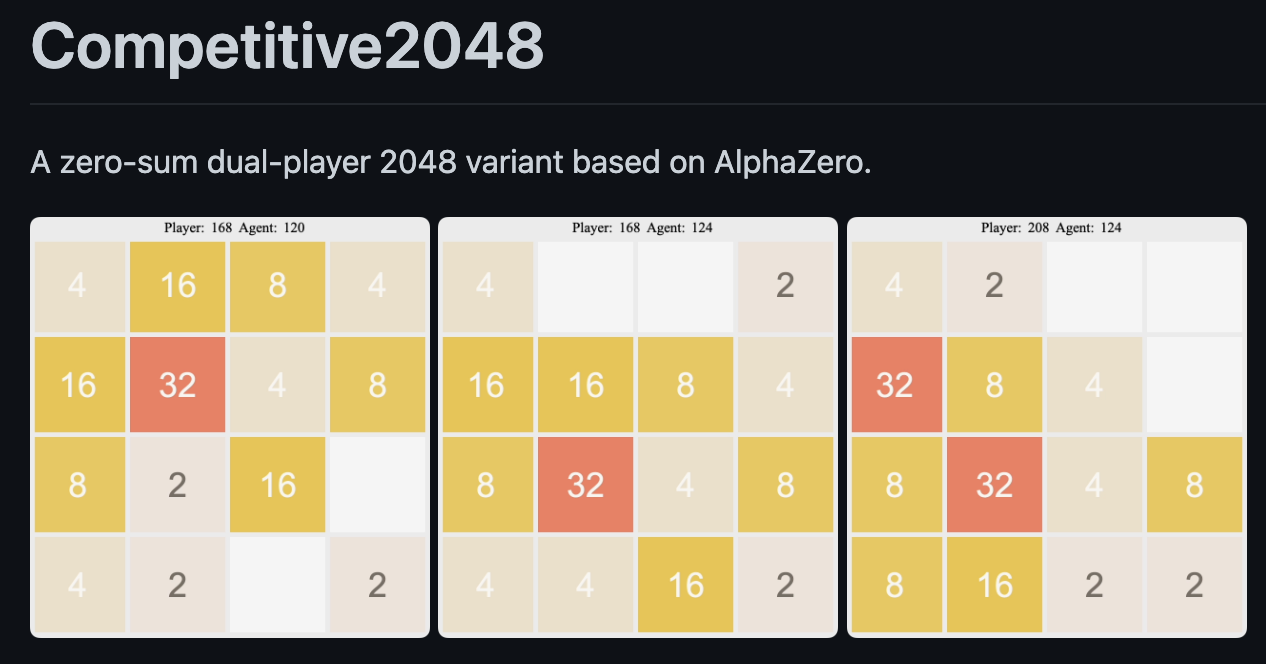 Competitive2048
A zero-sum dual-player 2048 variant based on AlphaZero.
Player: 168 Agent: 120
4 16 8 4
16 32 4 8
8 2 16
4 2 2
Player: 168 Agent: 124
4 2
16 16 8 4
8 32 4 8
4 4 16 2
Player: 208 Agent: 124
4 2
32 8 4
8 32 4 8
8 16 2 2